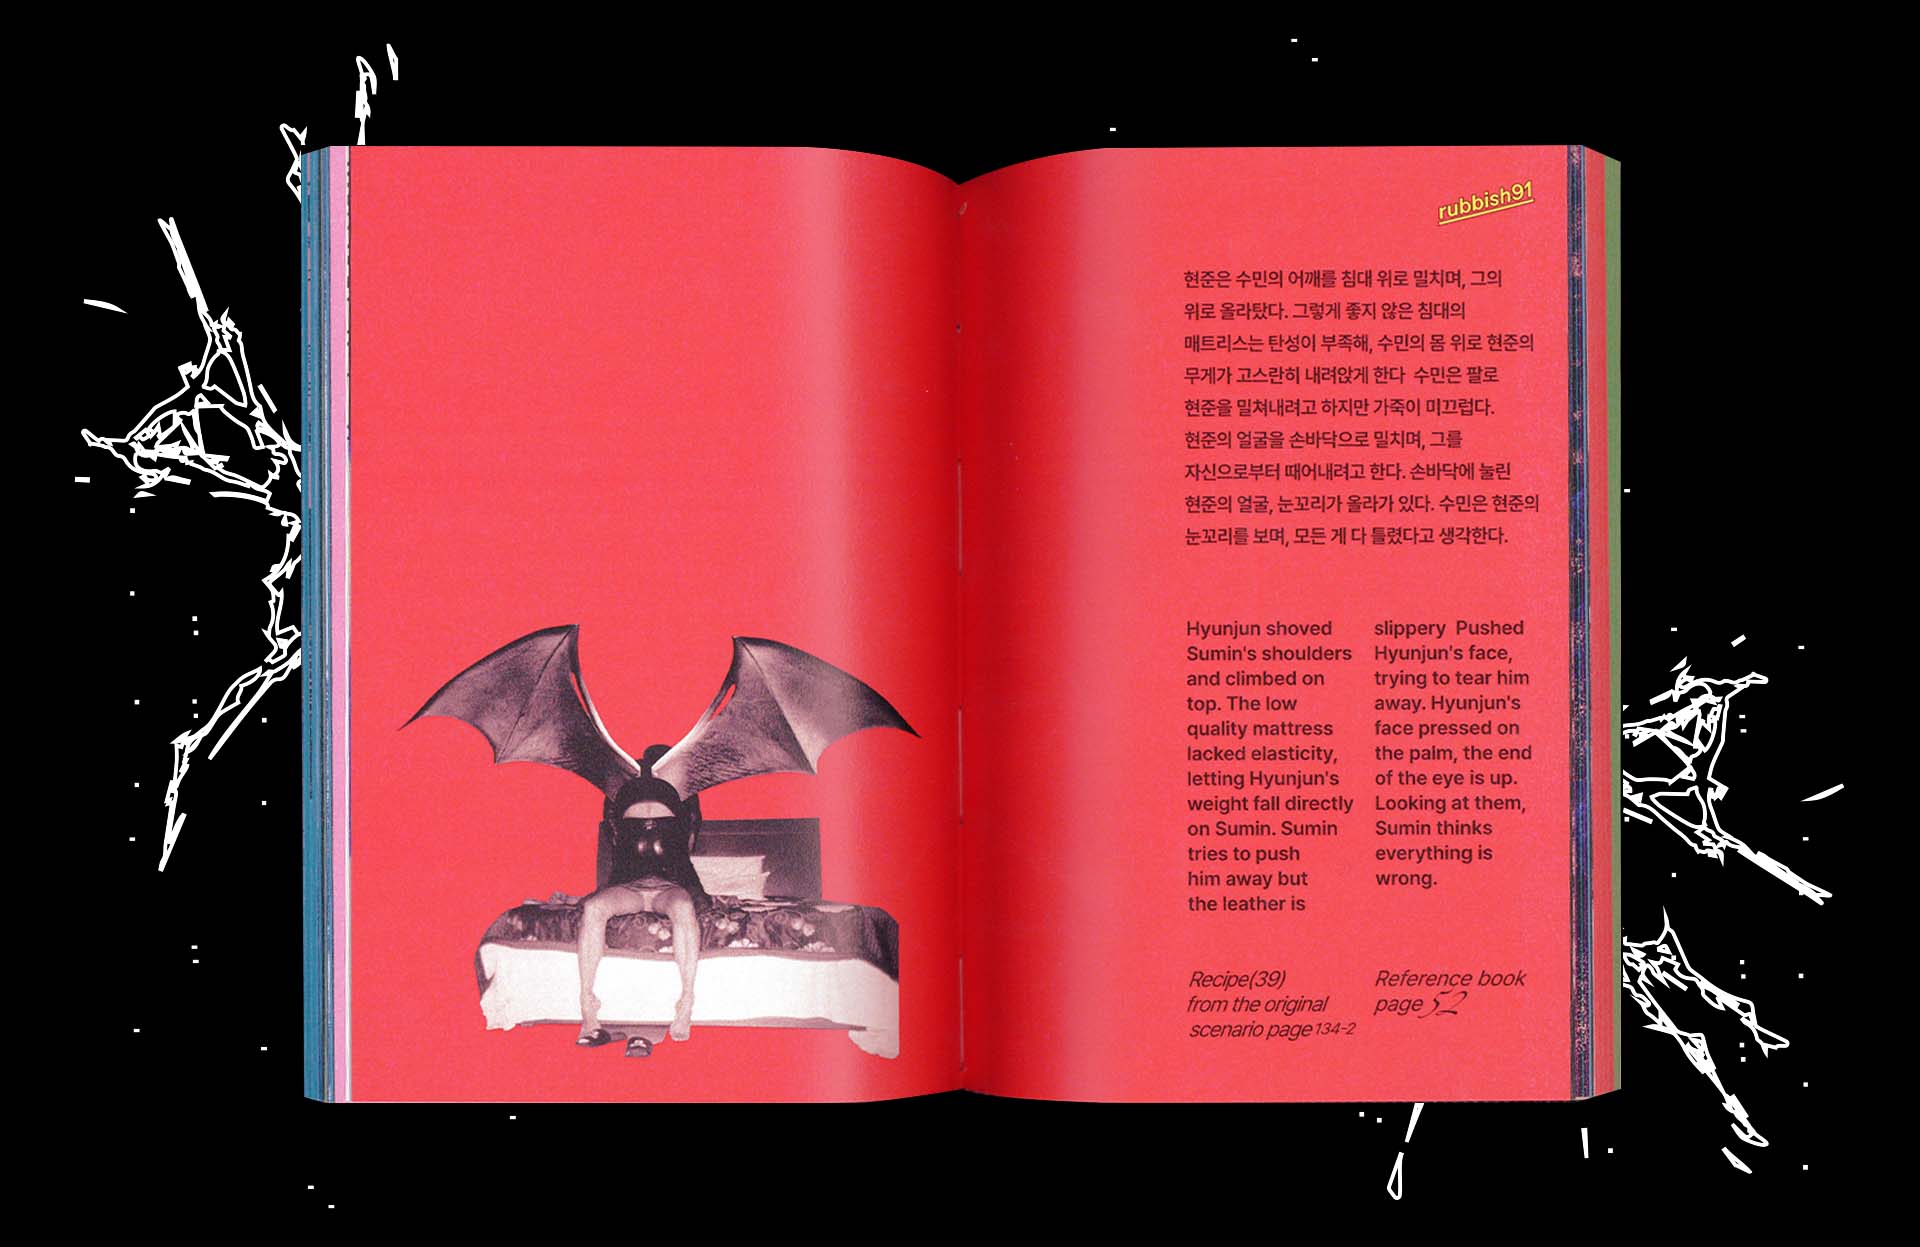 rubbish91
현준은 수민의 어깨를 침대 위로 밀치며, 그의
위로 올라탔다. 그렇게 좋지 않은 침대의
매트리스는 탄성이 부족해, 수민의 몸 위로 현준의
무게가 고스란히 내려앉게 한다 수민은 팔로
현준을 밀쳐내려고 하지만 가죽이 미끄럽다.
현준의 얼굴을 손바닥으로 밀치며, 그를
자신으로부터 떼어내려고 한다. 손바닥에 눌린
현준의 얼굴, 눈꼬리가 올라가 있다. 수민은 현준의
눈꼬리를 보며, 모든 게 다 틀렸다고 생각한다.
Hyunjun shoved
Sumin's shoulders
and climbed on
top. The low
quality mattress
lacked elasticity,
letting Hyunjun's
weight fall directly
on Sumin. Sumin
tries to push
him away but
the leather is
slippery Pushed
Hyunjun's face,
trying to tear him
away. Hyunjun's
face pressed on
the palm, the end
of the eye is up.
Looking at them,
Sumin thinks
everything is
wrong.
Recipe(39)
from the original
scenario page 134-2
Reference book
page 52